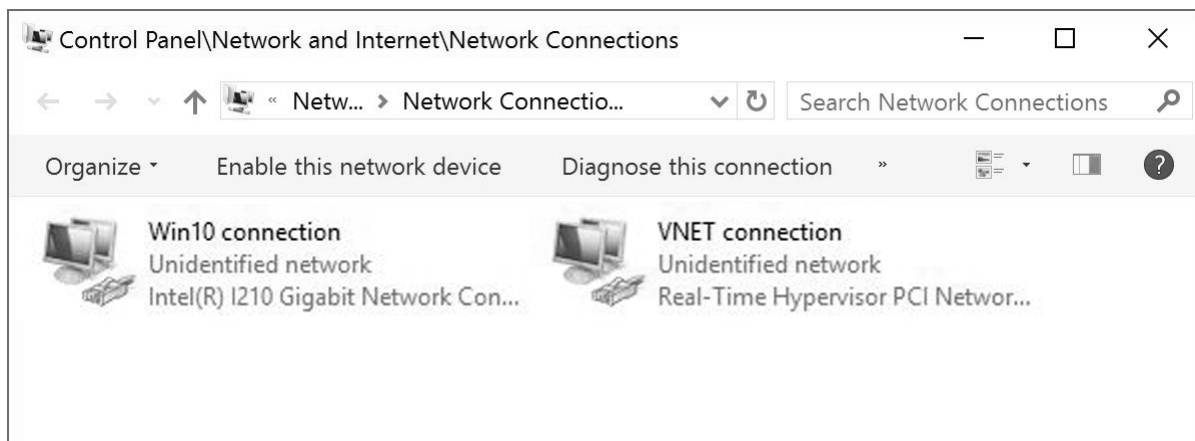 Control Panel\Network and Internet\Network Connections
« Netw... > Network Connectio... Search Network Connections
Organize Enable this network device Diagnose this connection » ?
Win10 connection
Unidentified network
Intel(R) I210 Gigabit Network Con...
VNET connection
Unidentified network
Real-Time Hypervisor PCI Networ...